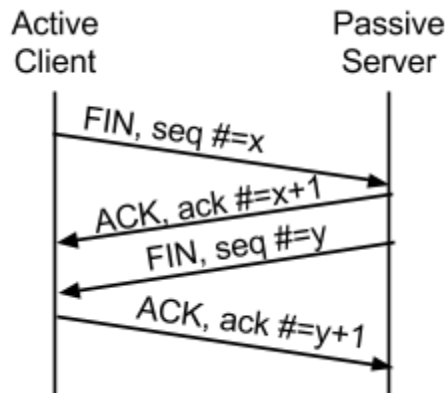 Active
Client
Passive
Server
FIN, seq #=x
ACK, ack #=x+1
FIN, seq #=y
ACK, ack #=y+1